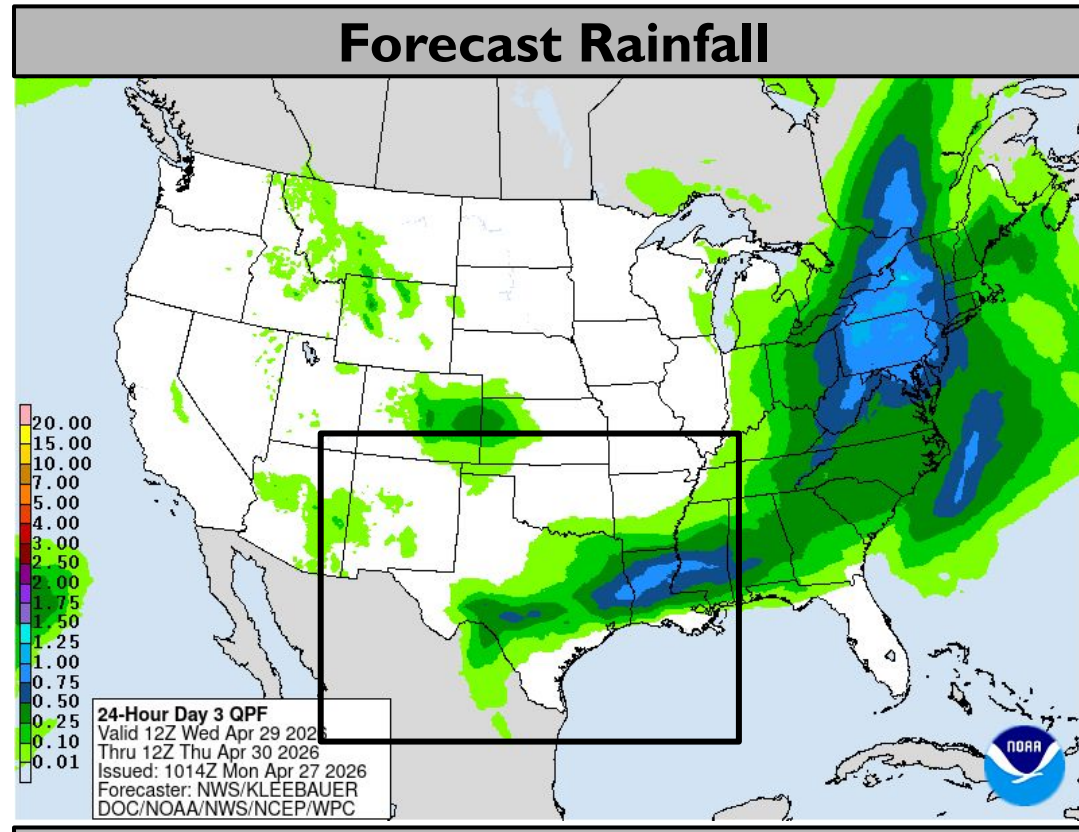 Forecast Rainfall
20.00
15.00
10.00
7.00
5.00
4.00
3.00
2.50
2.00
1.75
1.50
1.25
1.00
0.75
0.50
0.25
0.10
0.01
24-Hour Day 3 QPF
Valid 12Z Wed Apr 29 2026
Thru 12Z Thu Apr 30 2026
Issued: 1014Z Mon Apr 27 2026
Forecaster: NWS/KLEEBAUER
DOC/NOAA/NWS/NCEP/WPC
NOAA